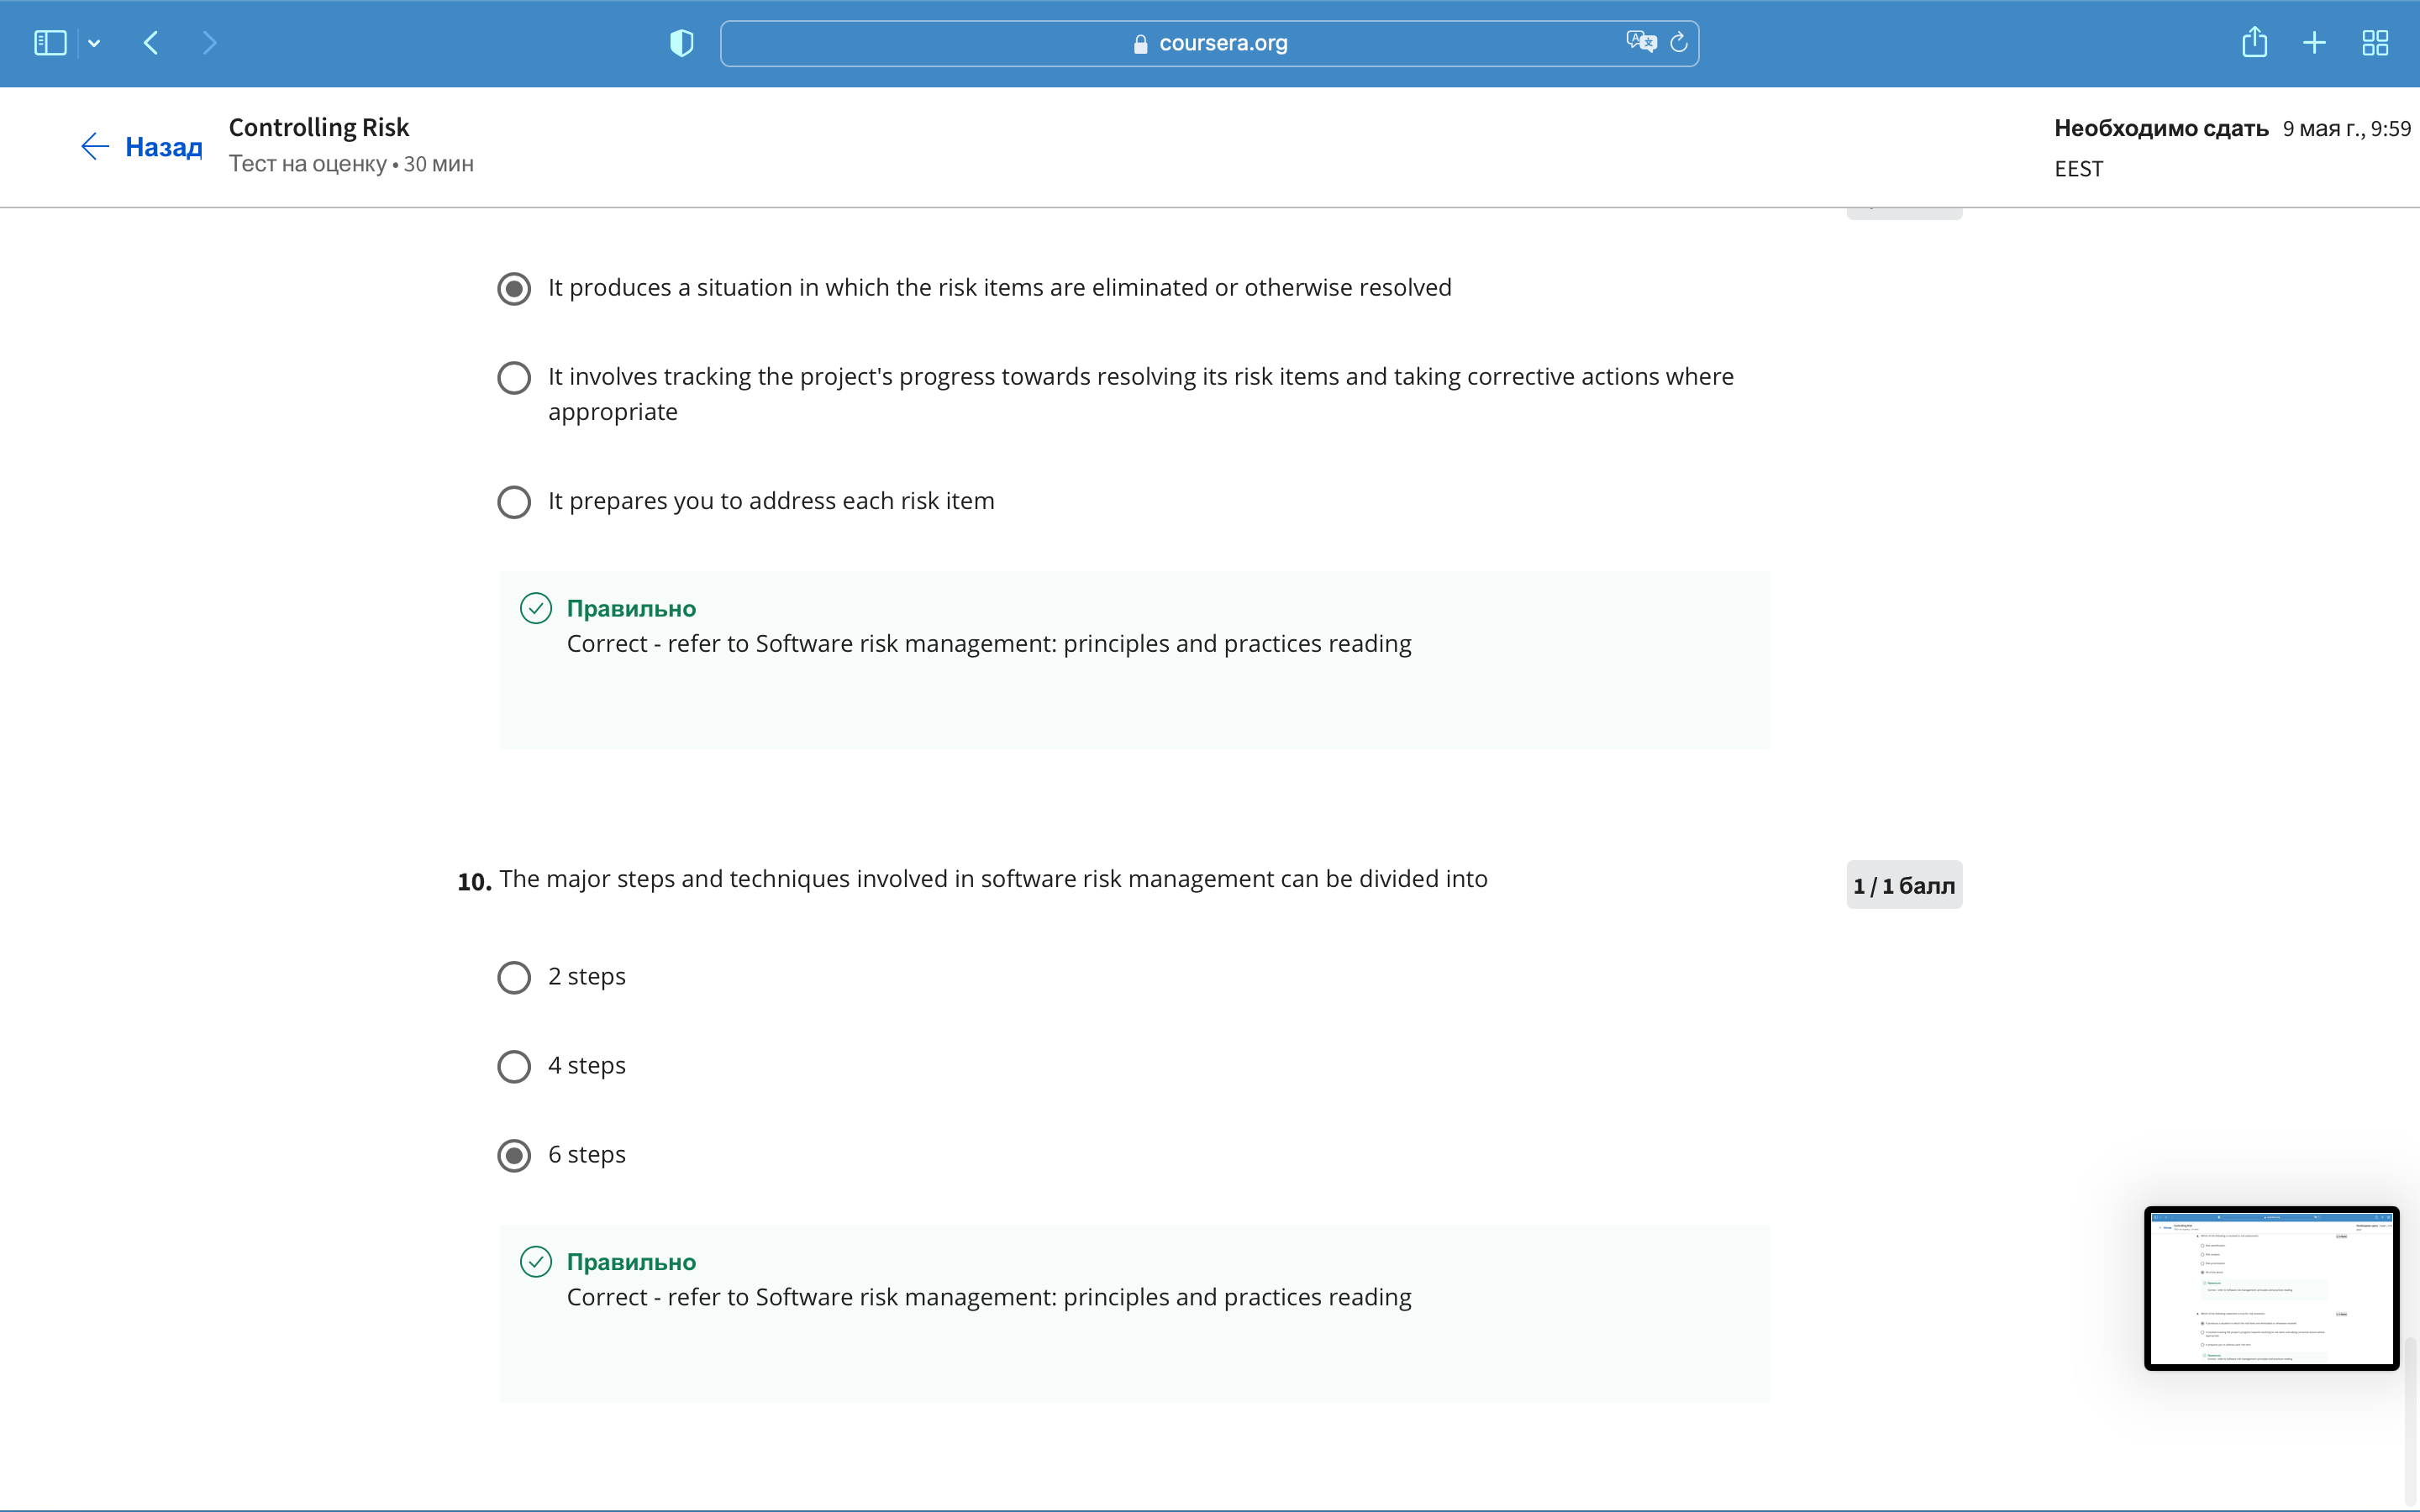 coursera.org
Назад
Controlling Risk
Тест на оценку • 30 мин
Необходимо сдать 9 мая г., 9:59
EEST
It produces a situation in which the risk items are eliminated or otherwise resolved
It involves tracking the project's progress towards resolving its risk items and taking corrective actions where
appropriate
It prepares you to address each risk item
Правильно
Correct - refer to Software risk management: principles and practices reading
10. The major steps and techniques involved in software risk management can be divided into
1 / 1 балл
2 steps
4 steps
6 steps
Правильно
Correct - refer to Software risk management: principles and practices reading